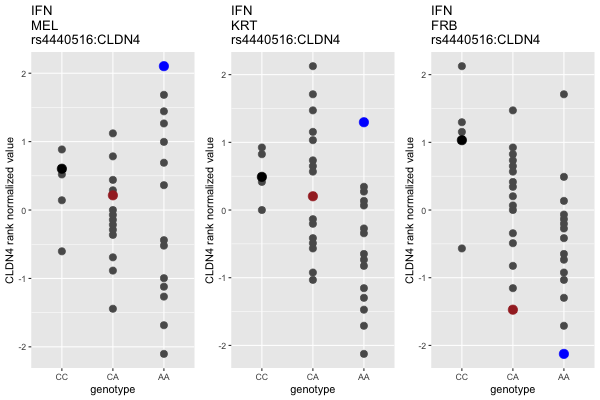 IFN
MEL
rs4440516:CLDN4
CLDN4 rank normalized value
2
1
0
-1
-2
CC
CA
AA
genotype
IFN
KRT
rs4440516:CLDN4
CLDN4 rank normalized value
2
1
0
-1
-2
CC
CA
AA
genotype
IFN
FRB
rs4440516:CLDN4
CLDN4 rank normalized value
2
1
0
-1
-2
CC
CA
AA
genotype